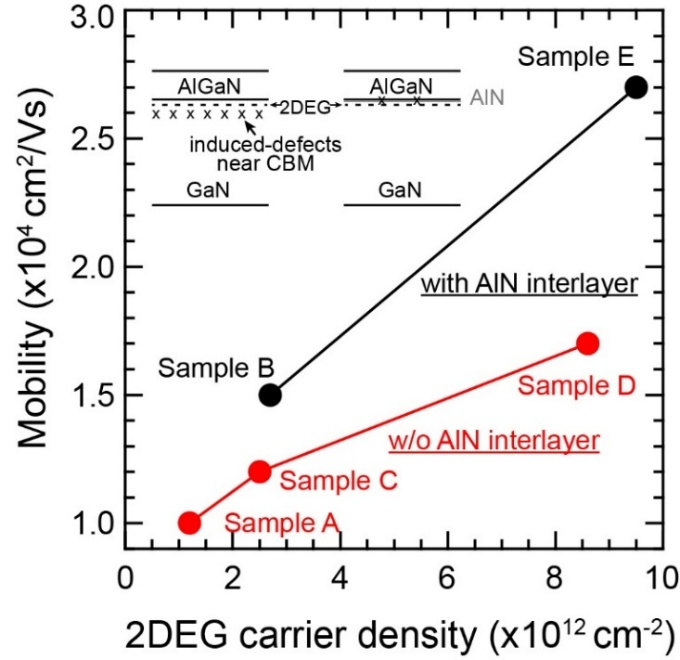 3.0
2.5
2.0
1.5
1.0
Mobility (x10⁴ cm²/Vs)
0 2 4 6 8 10
2DEG carrier density (x10¹² cm⁻²)
AlGaN
2DEG
AlGaN
AlN
x x x x x x x
x x
induced-defects
near CBM
GaN
GaN
Sample E
with AlN interlayer
Sample B
Sample D
w/o AlN interlayer
Sample C
Sample A